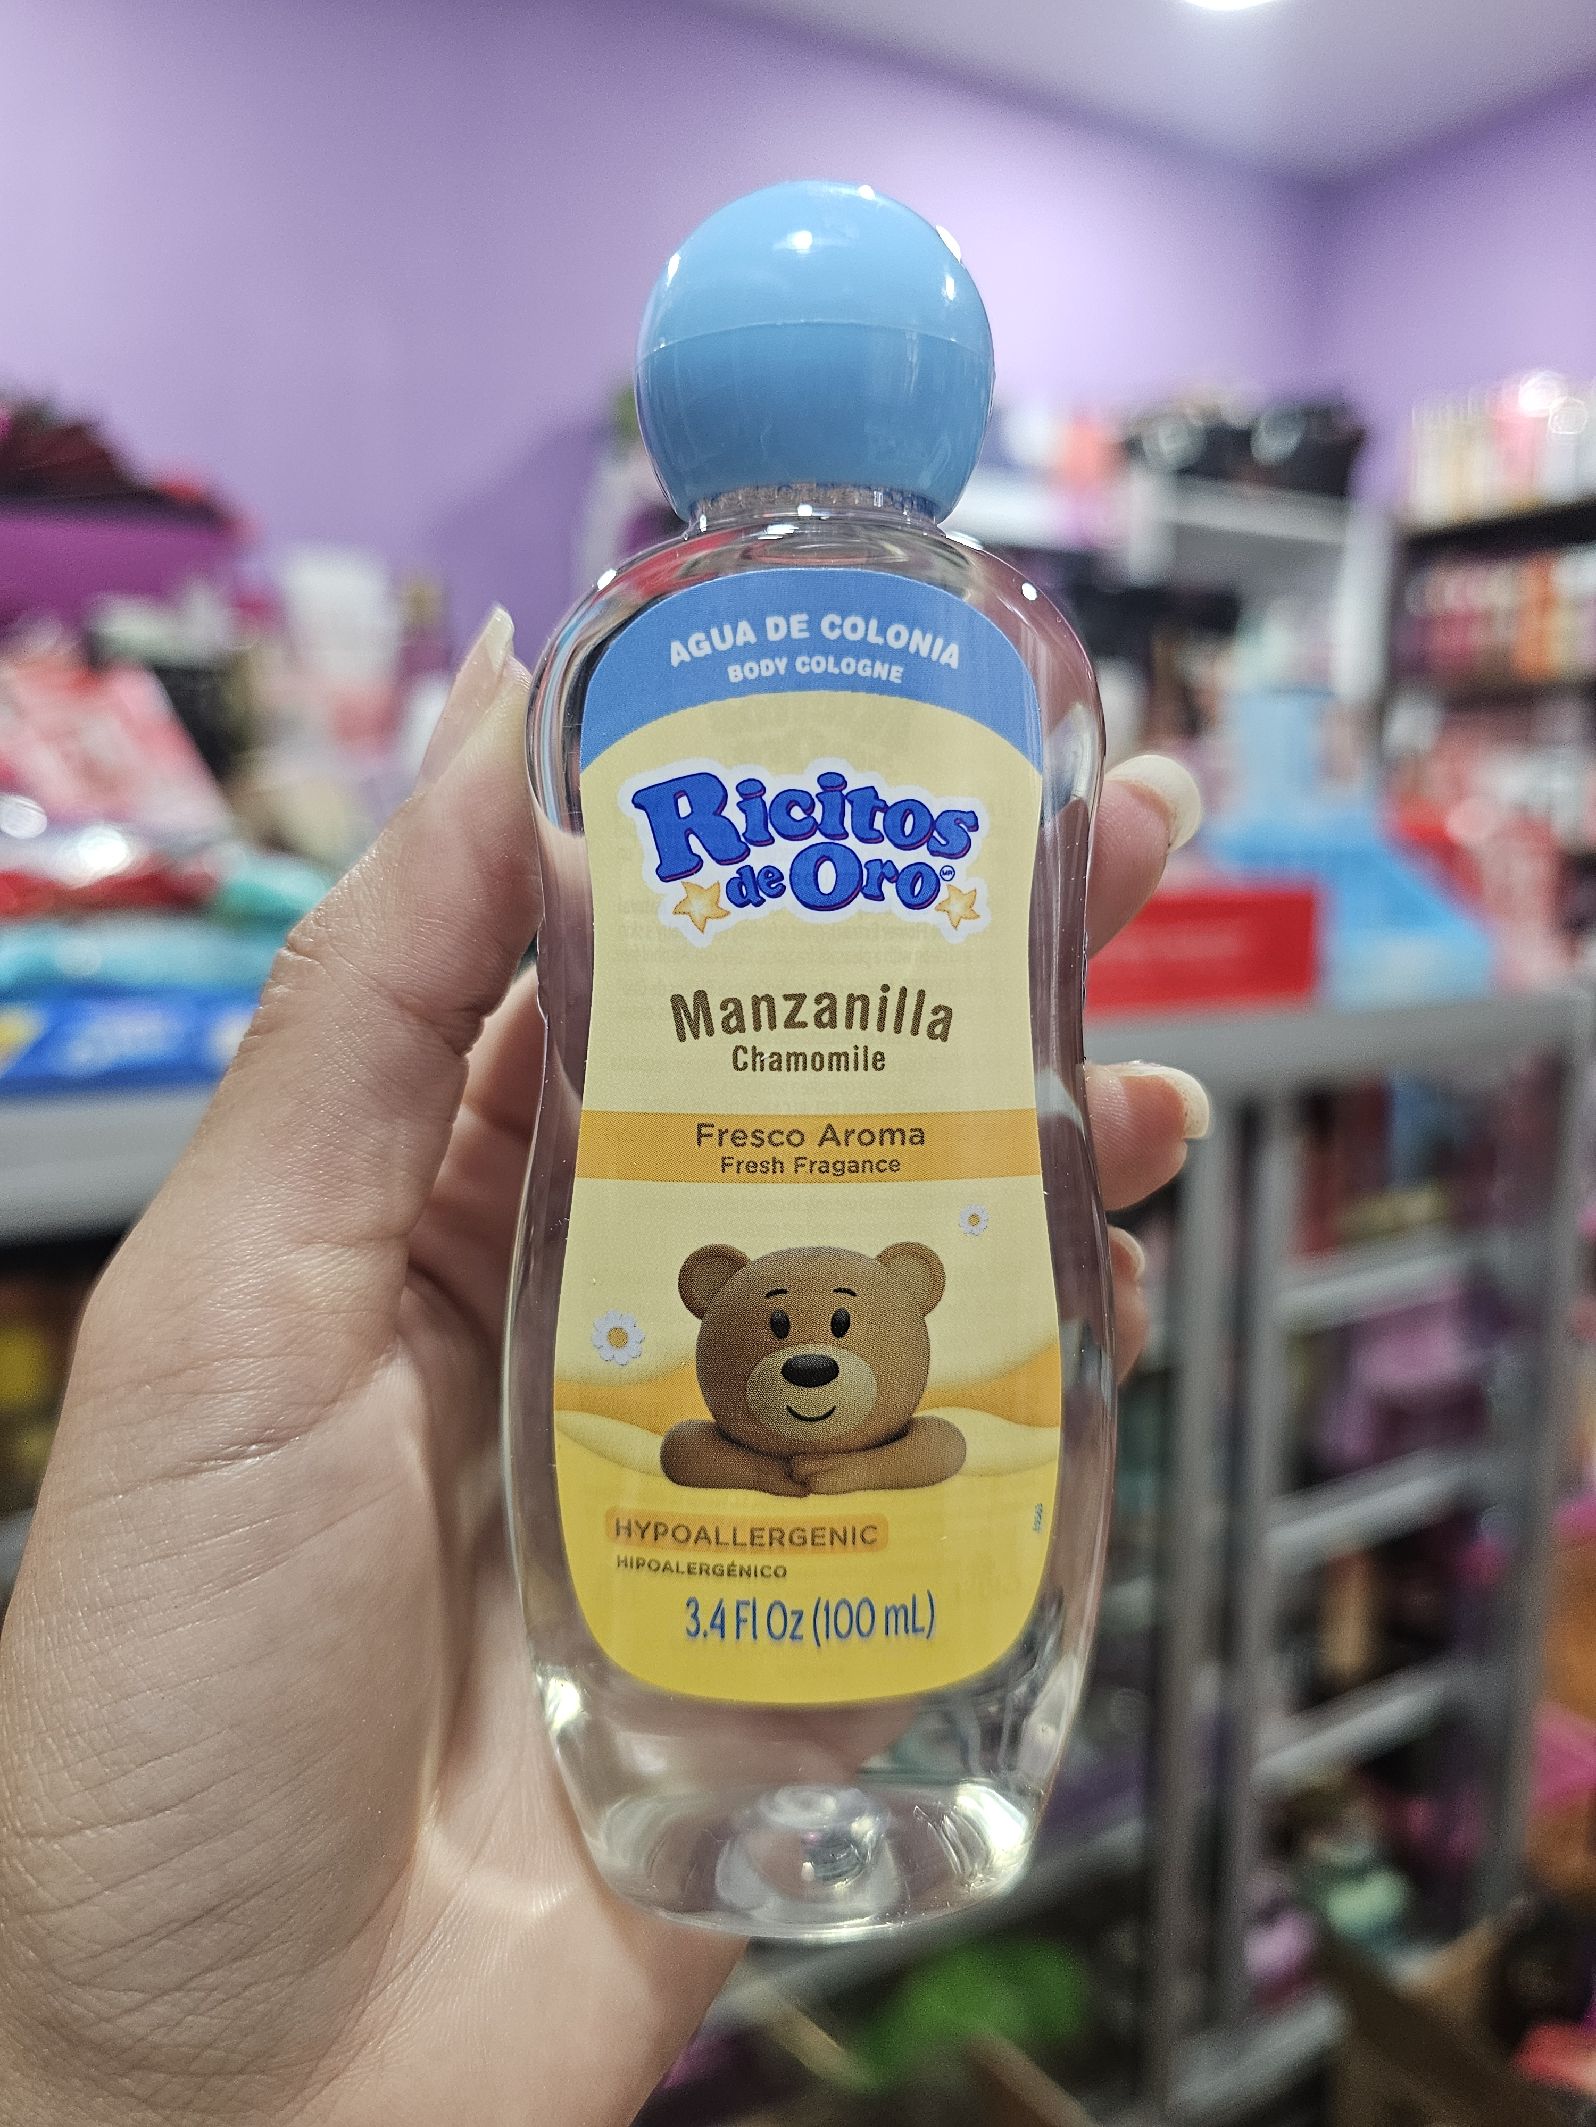 AGUA DE COLONIA
BODY COLOGNE
Ricitos
de Oro MR
Manzanilla
Chamomile
Fresco Aroma
Fresh Fragance
HYPOALLERGENIC
HIPOALERGÉNICO
3.4 Fl Oz (100 mL)